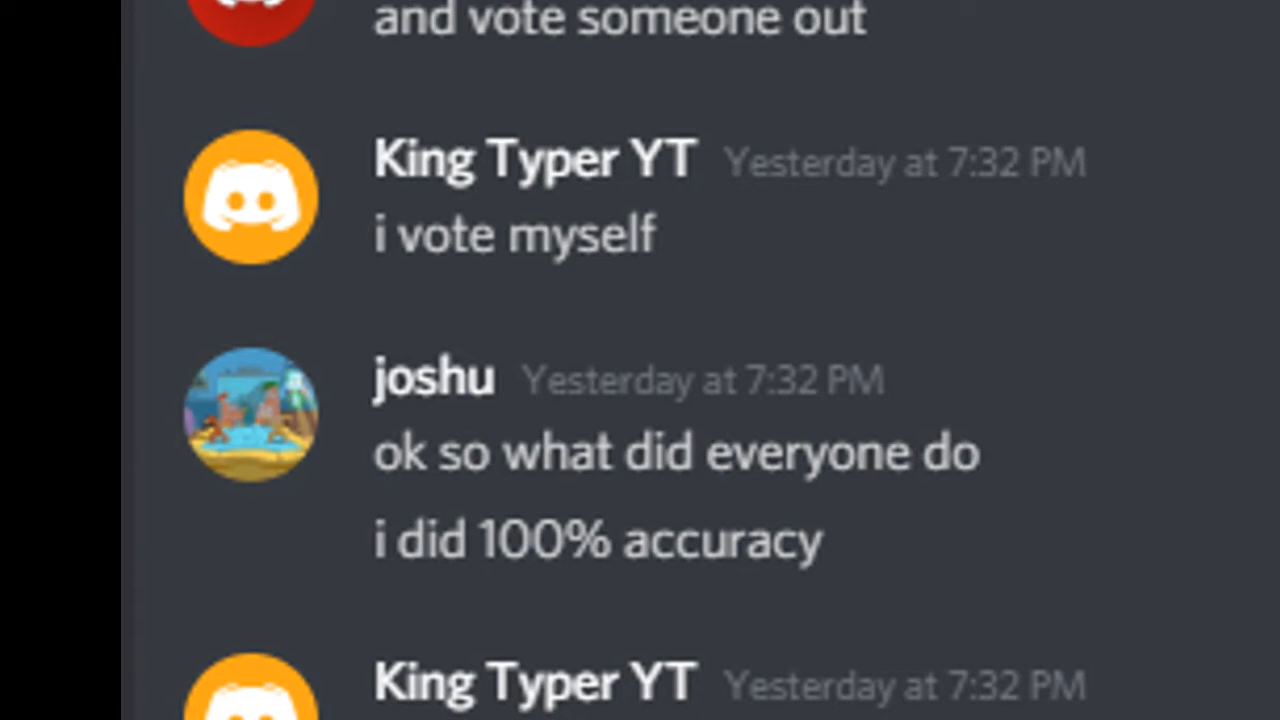 and vote someone out
King Typer YT Yesterday at 7:32 PM
i vote myself
joshu Yesterday at 7:32 PM
ok so what did everyone do
i did 100% accuracy
King Typer YT Yesterday at 7:32 PM